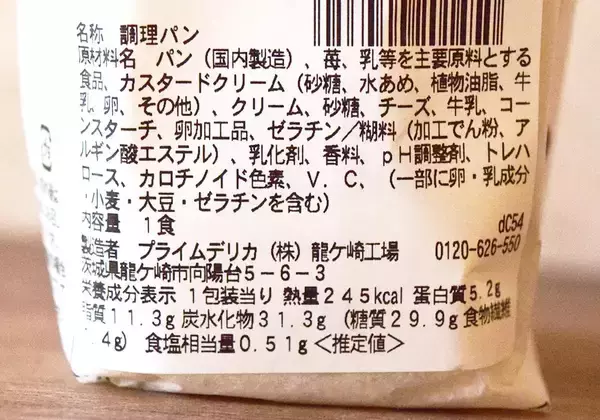 名称 調理パン
原材料名 パン（国内製造）、苺、乳等を主要原料とする
食品、カスタードクリーム（砂糖、水あめ、植物油脂、牛
乳、卵、その他）、クリーム、砂糖、チーズ、牛乳、コー
ンスターチ、卵加工品、ゼラチン／糊料（加工でん粉、ア
ルギン酸エステル）、乳化剤、香料、ｐＨ調整剤、トレハ
ロース、カロチノイド色素、Ｖ．Ｃ、（一部に卵・乳成分
・小麦・大豆・ゼラチンを含む）
内容量 １食 dC54
製造者 プライムデリカ（株）龍ケ崎工場 0120-626-550
茨城県龍ケ崎市向陽台５－６－３
栄養成分表示 １包装当り 熱量２４５kcal 蛋白質５.２g
脂質１１.３g 炭水化物３１.３g （糖質２９.９g 食物繊維
.４g） 食塩相当量０.５１g＜推定値＞